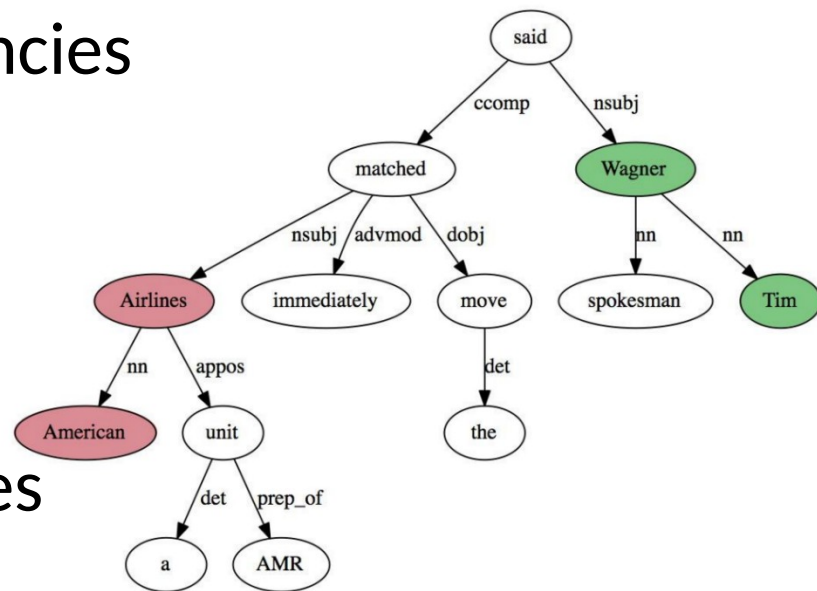 ncies
said
ccomp nsubj
matched Wagner
nsubj advmod dobj nn nn
Airlines immediately move spokesman Tim
nn appos det
American unit the
es
det prep_of
a AMR